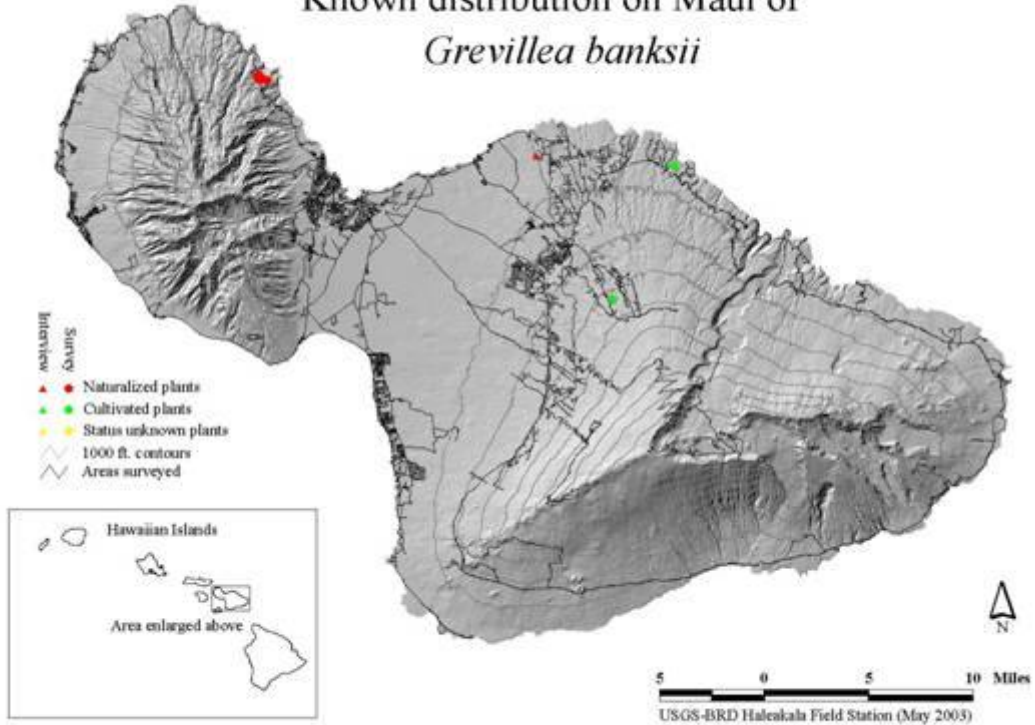 Known distribution on Maui of
Grevillea banksii
Interview
Survey
Naturalized plants
Cultivated plants
Status unknown plants
1000 ft. contours
Areas surveyed
Hawaiian Islands
Area enlarged above
N
5 0 5 10 Miles
USGS-BRD Haleakala Field Station (May 2003)